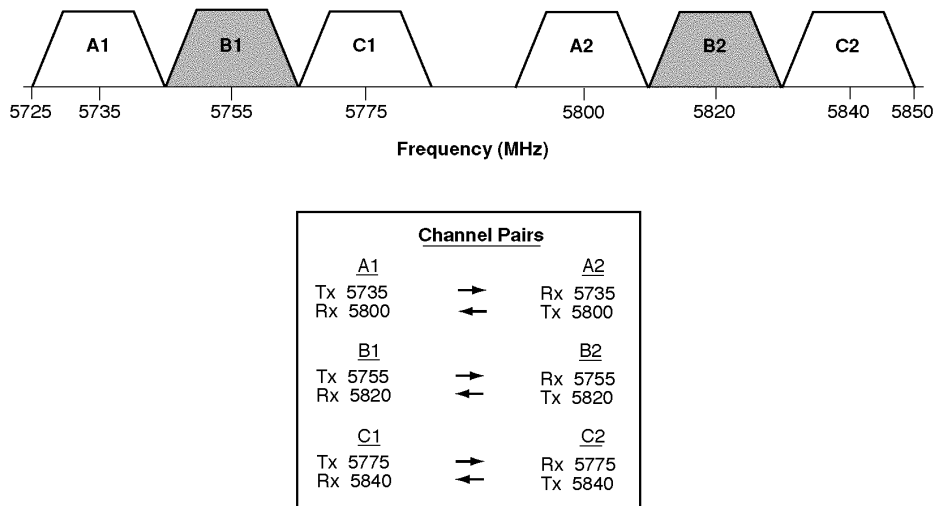 A1 B1 C1 A2 B2 C2
5725 5735 5755 5775 5800 5820 5840 5850
Frequency (MHz)
Channel Pairs
A1 A2
Tx 5735 Rx 5735
Rx 5800 Tx 5800
B1 B2
Tx 5755 Rx 5755
Rx 5820 Tx 5820
C1 C2
Tx 5775 Rx 5775
Rx 5840 Tx 5840